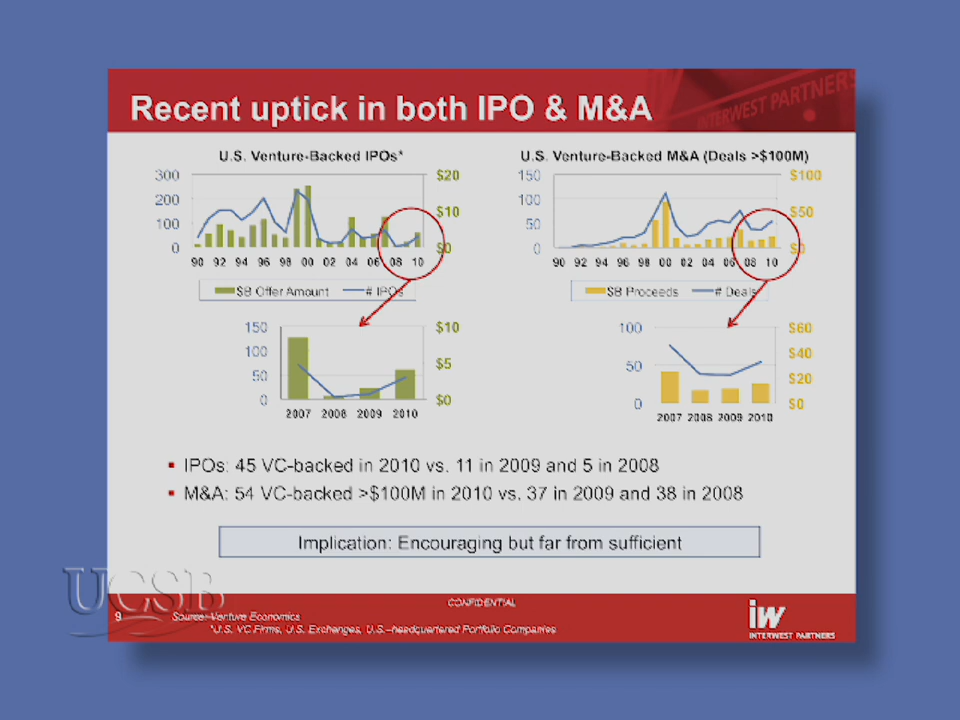 Recent uptick in both IPO & M&A
INTERWEST PARTNERS
U.S. Venture-Backed IPOs*
300
200
100
0
$20
$10
$0
90 92 94 96 98 00 02 04 06 08 10
$B Offer Amount # IPOs
150
100
50
0
$10
$5
$0
2007 2008 2009 2010
U.S. Venture-Backed M&A (Deals >$100M)
150
100
50
0
$100
$50
$0
90 92 94 96 98 00 02 04 06 08 10
$B Proceeds # Deals
100
50
0
$60
$40
$20
$0
2007 2008 2009 2010
▪ IPOs: 45 VC-backed in 2010 vs. 11 in 2009 and 5 in 2008
▪ M&A: 54 VC-backed >$100M in 2010 vs. 37 in 2009 and 38 in 2008
Implication: Encouraging but far from sufficient
UCSB
CONFIDENTIAL
9 Source: Venture Economics
*U.S. VC Firms, U.S. Exchanges, U.S.–headquartered Portfolio Companies
iw
INTERWEST PARTNERS